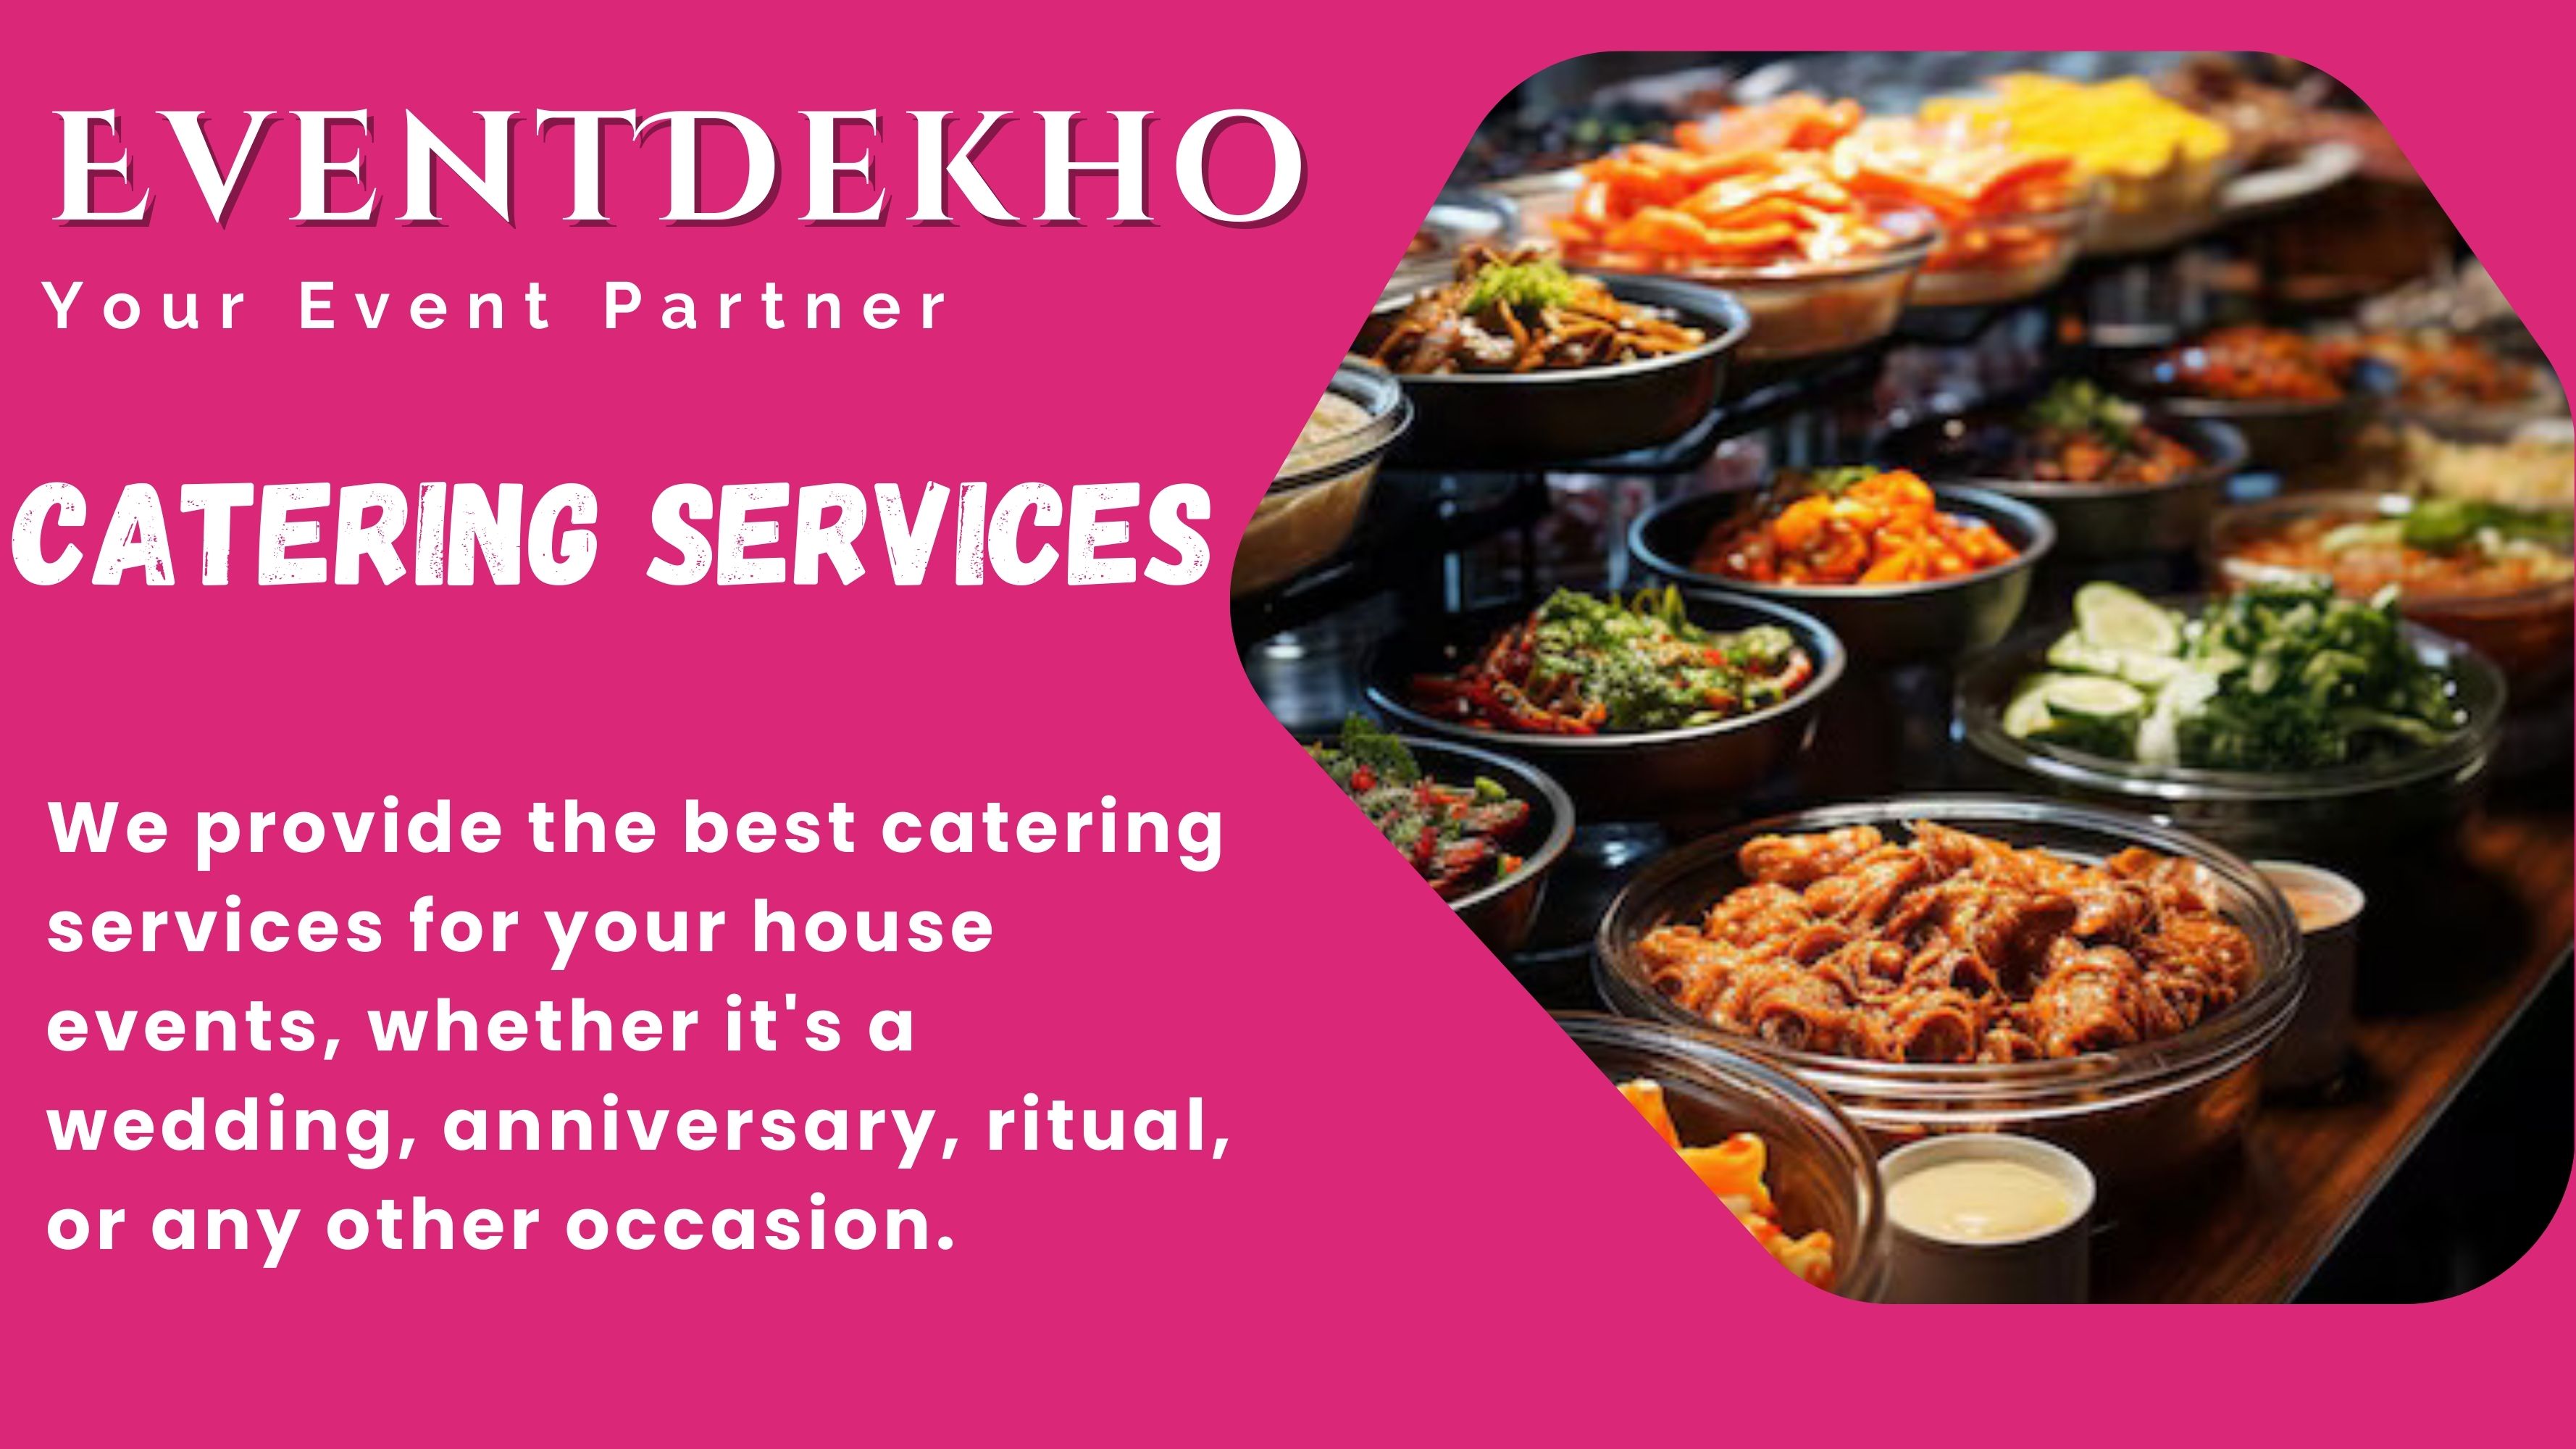 EVENTDEKHO
Your Event Partner
CATERING SERVICES
We provide the best catering
services for your house
events, whether it's a
wedding, anniversary, ritual,
or any other occasion.